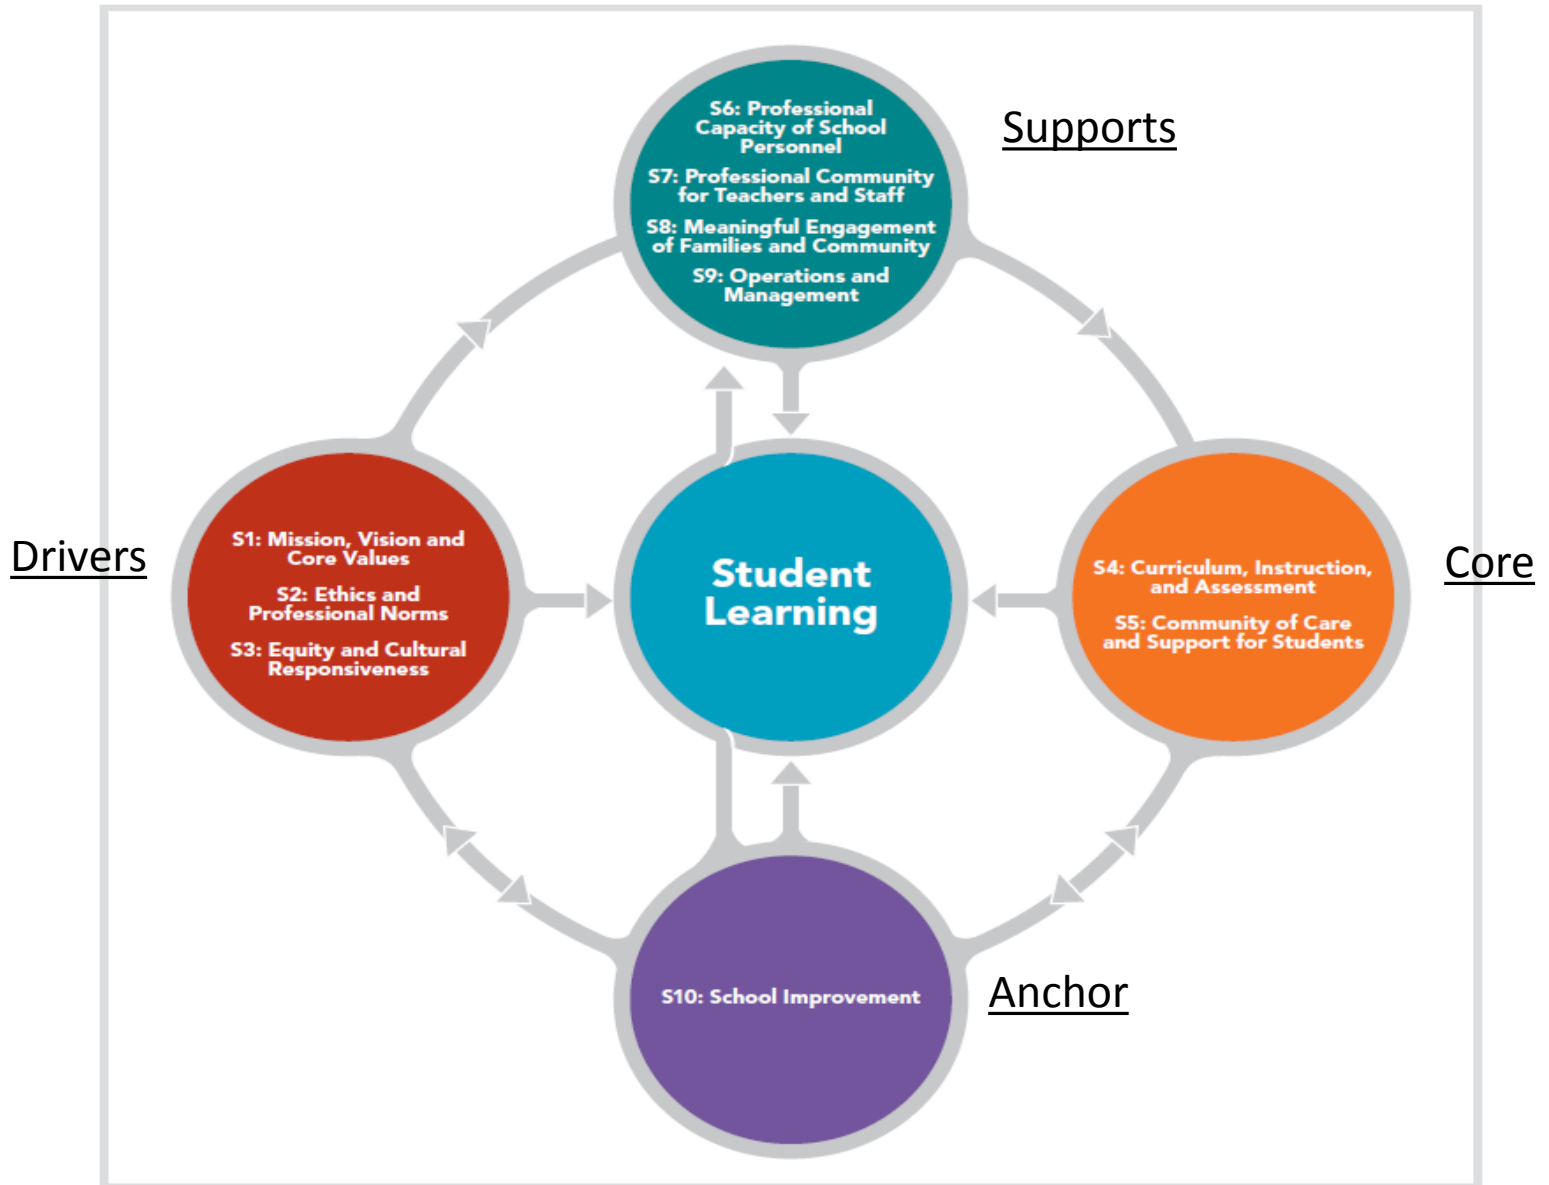 S6: Professional
Capacity of School
Personnel
S7: Professional Community
for Teachers and Staff
S8: Meaningful Engagement
of Families and Community
S9: Operations and
Management
Supports
Drivers
S1: Mission, Vision and
Core Values
S2: Ethics and
Professional Norms
S3: Equity and Cultural
Responsiveness
Student
Learning
S4: Curriculum, Instruction,
and Assessment
S5: Community of Care
and Support for Students
Core
S10: School Improvement
Anchor